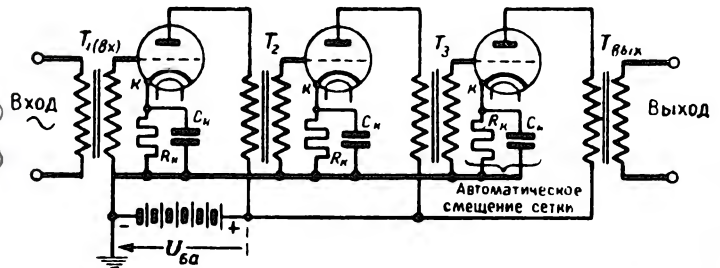 T₁(вх)
T₂
T₃
Tвых
Вход
~
Выход
К
К
К
Rк
Cк
Rк
Cк
Rк
Cк
Автоматическое
смещение сетки
- +
Uба